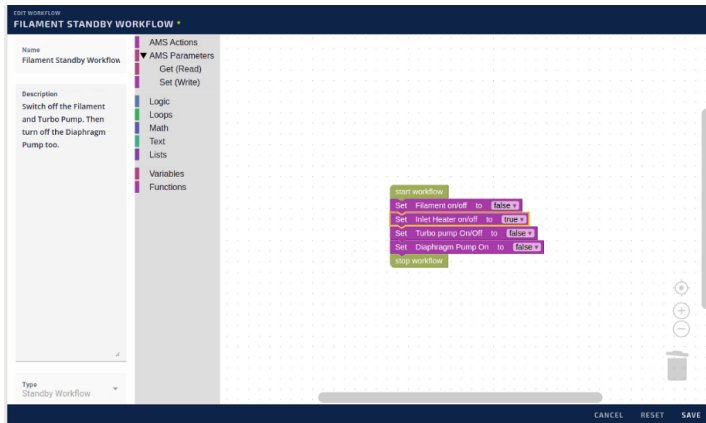 EDIT WORKFLOW
FILAMENT STANDBY WORKFLOW *
Name
Filament Standby Workflow
Description
Switch off the Filament
and Turbo Pump. Then
turn off the Diaphragm
Pump too.
Type
Standby Workflow
AMS Actions
AMS Parameters
Get (Read)
Set (Write)
Logic
Loops
Math
Text
Lists
Variables
Functions
start workflow
Set Filament on/off to false
Set Inlet Heater on/off to true
Set Turbo pump On/Off to false
Set Diaphragm Pump On to false
stop workflow
CANCEL RESET SAVE